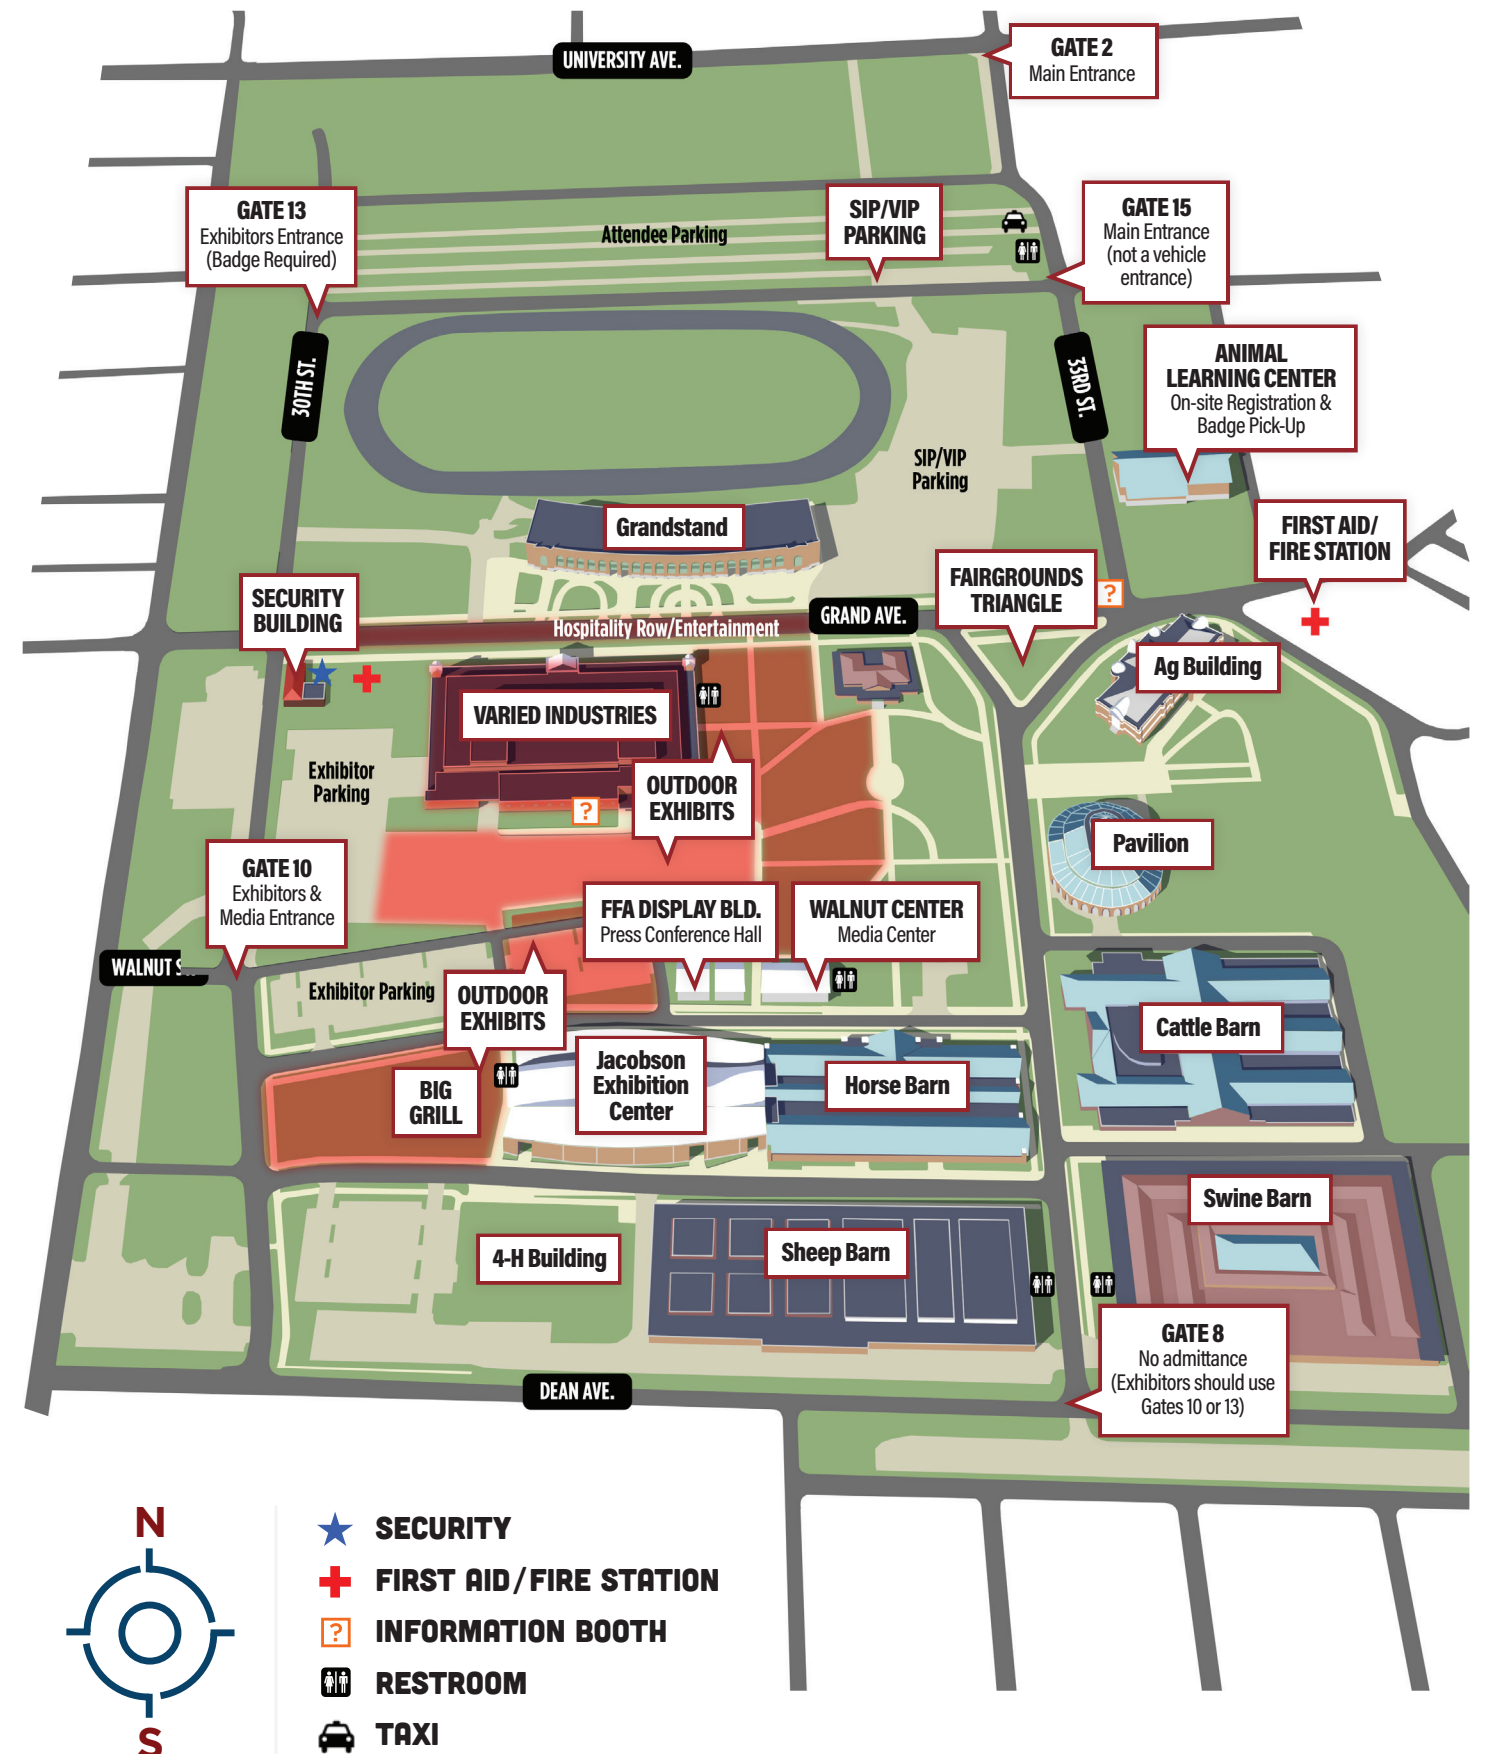 UNIVERSITY AVE.
GATE 2
Main Entrance
GATE 13
Exhibitors Entrance
(Badge Required)
Attendee Parking
SIP/VIP
PARKING
GATE 15
Main Entrance
(not a vehicle
entrance)
30TH ST.
33RD ST.
ANIMAL
LEARNING CENTER
On-site Registration &
Badge Pick-Up
SIP/VIP
Parking
Grandstand
FIRST AID/
FIRE STATION
FAIRGROUNDS
TRIANGLE
?
SECURITY
BUILDING
Hospitality Row/Entertainment
GRAND AVE.
Ag Building
VARIED INDUSTRIES
Exhibitor
Parking
OUTDOOR
EXHIBITS
?
Pavilion
GATE 10
Exhibitors &
Media Entrance
FFA DISPLAY BLD.
Press Conference Hall
WALNUT CENTER
Media Center
WALNUT
Exhibitor Parking
OUTDOOR
EXHIBITS
Cattle Barn
Jacobson
Exhibition
Center
Horse Barn
BIG
GRILL
Swine Barn
4-H Building
Sheep Barn
GATE 8
No admittance
(Exhibitors should use
Gates 10 or 13)
DEAN AVE.
N
S
SECURITY
FIRST AID/FIRE STATION
? INFORMATION BOOTH
RESTROOM
TAXI